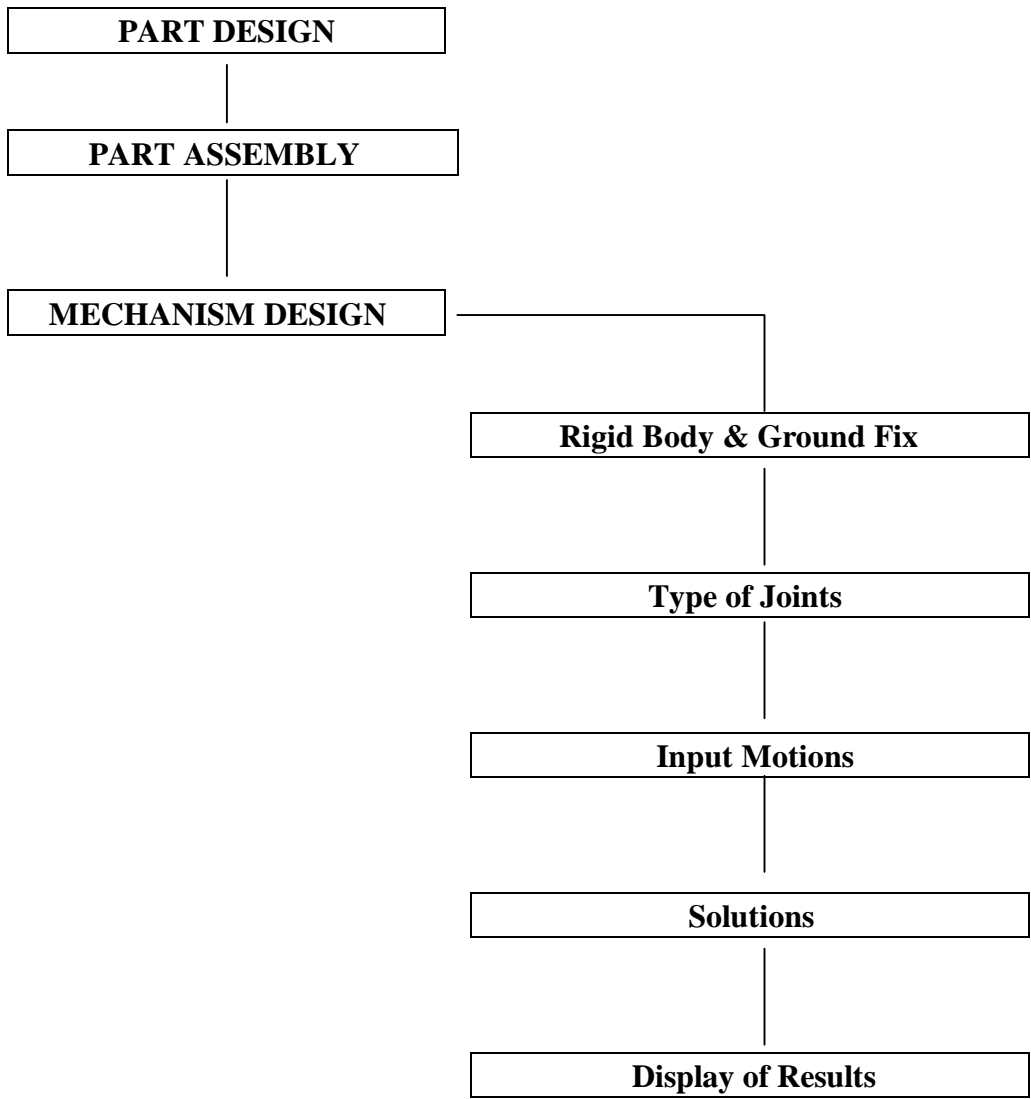 PART DESIGN
PART ASSEMBLY
MECHANISM DESIGN
Rigid Body & Ground Fix
Type of Joints
Input Motions
Solutions
Display of Results